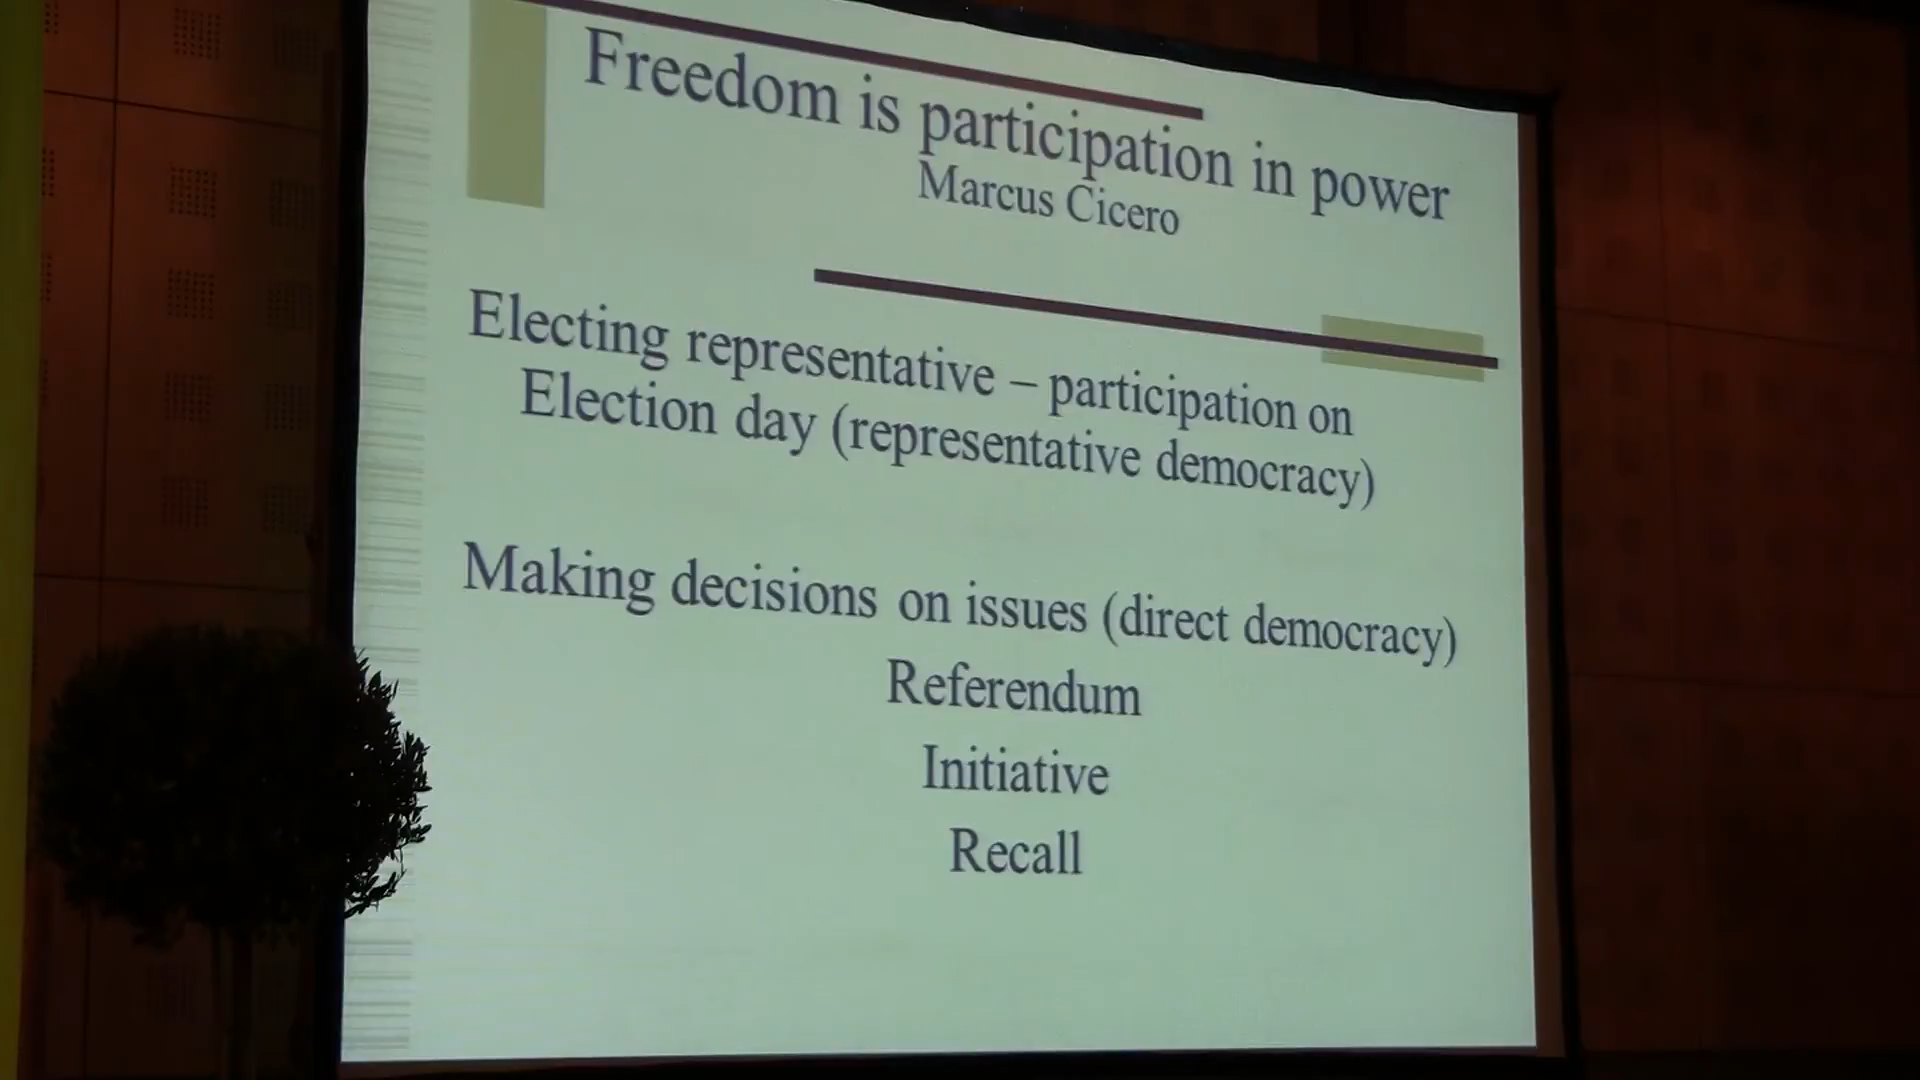 Freedom is participation in power
Marcus Cicero
Electing representative – participation on
Election day (representative democracy)
Making decisions on issues (direct democracy)
Referendum
Initiative
Recall